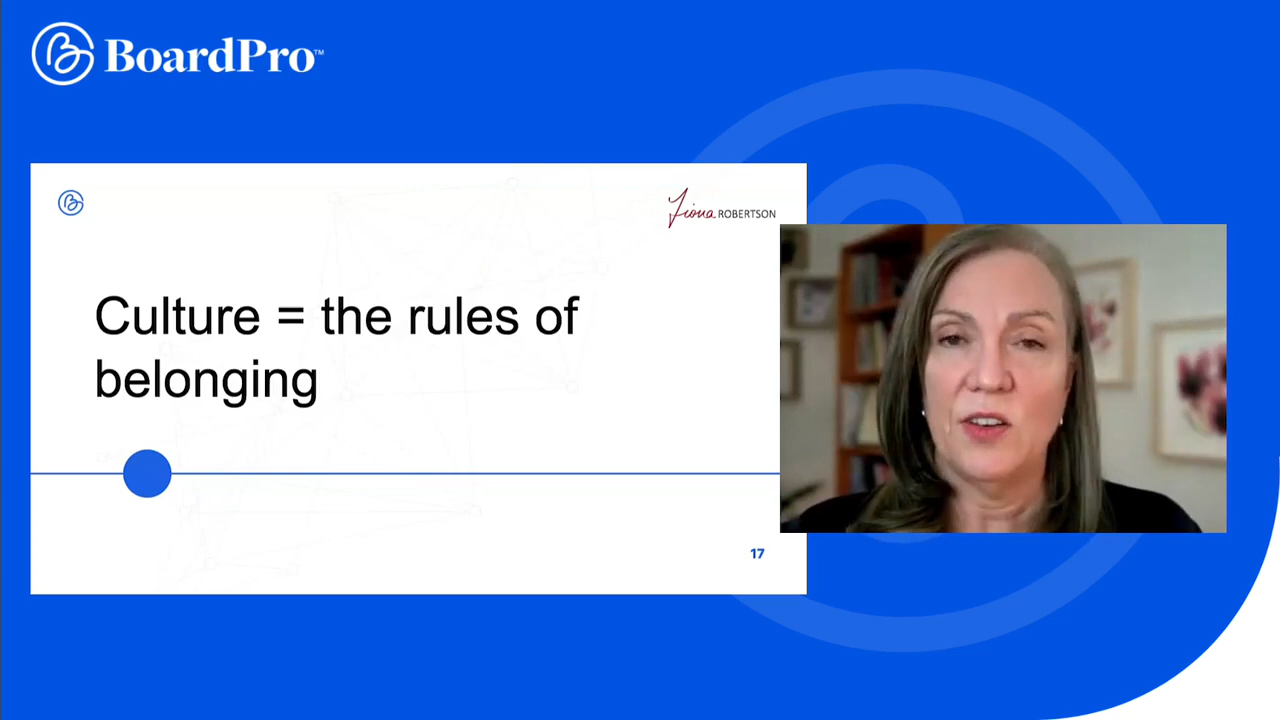 BoardPro™
Fiona ROBERTSON
Culture = the rules of
belonging
17